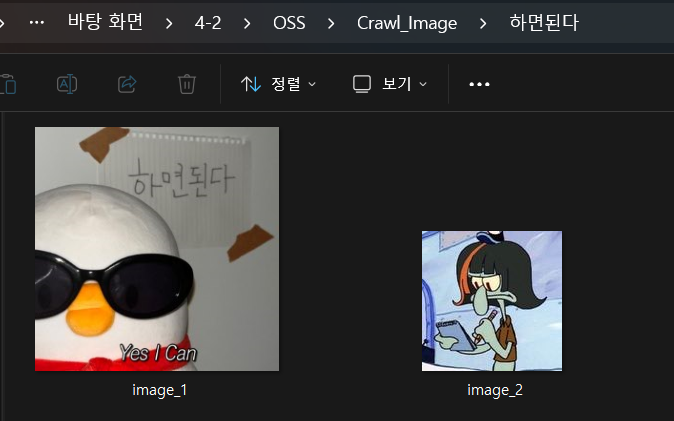 바탕 화면 > 4-2 > OSS > Crawl_Image > 하면된다
정렬 보기
하면된다
Yes I Can
image_1 image_2